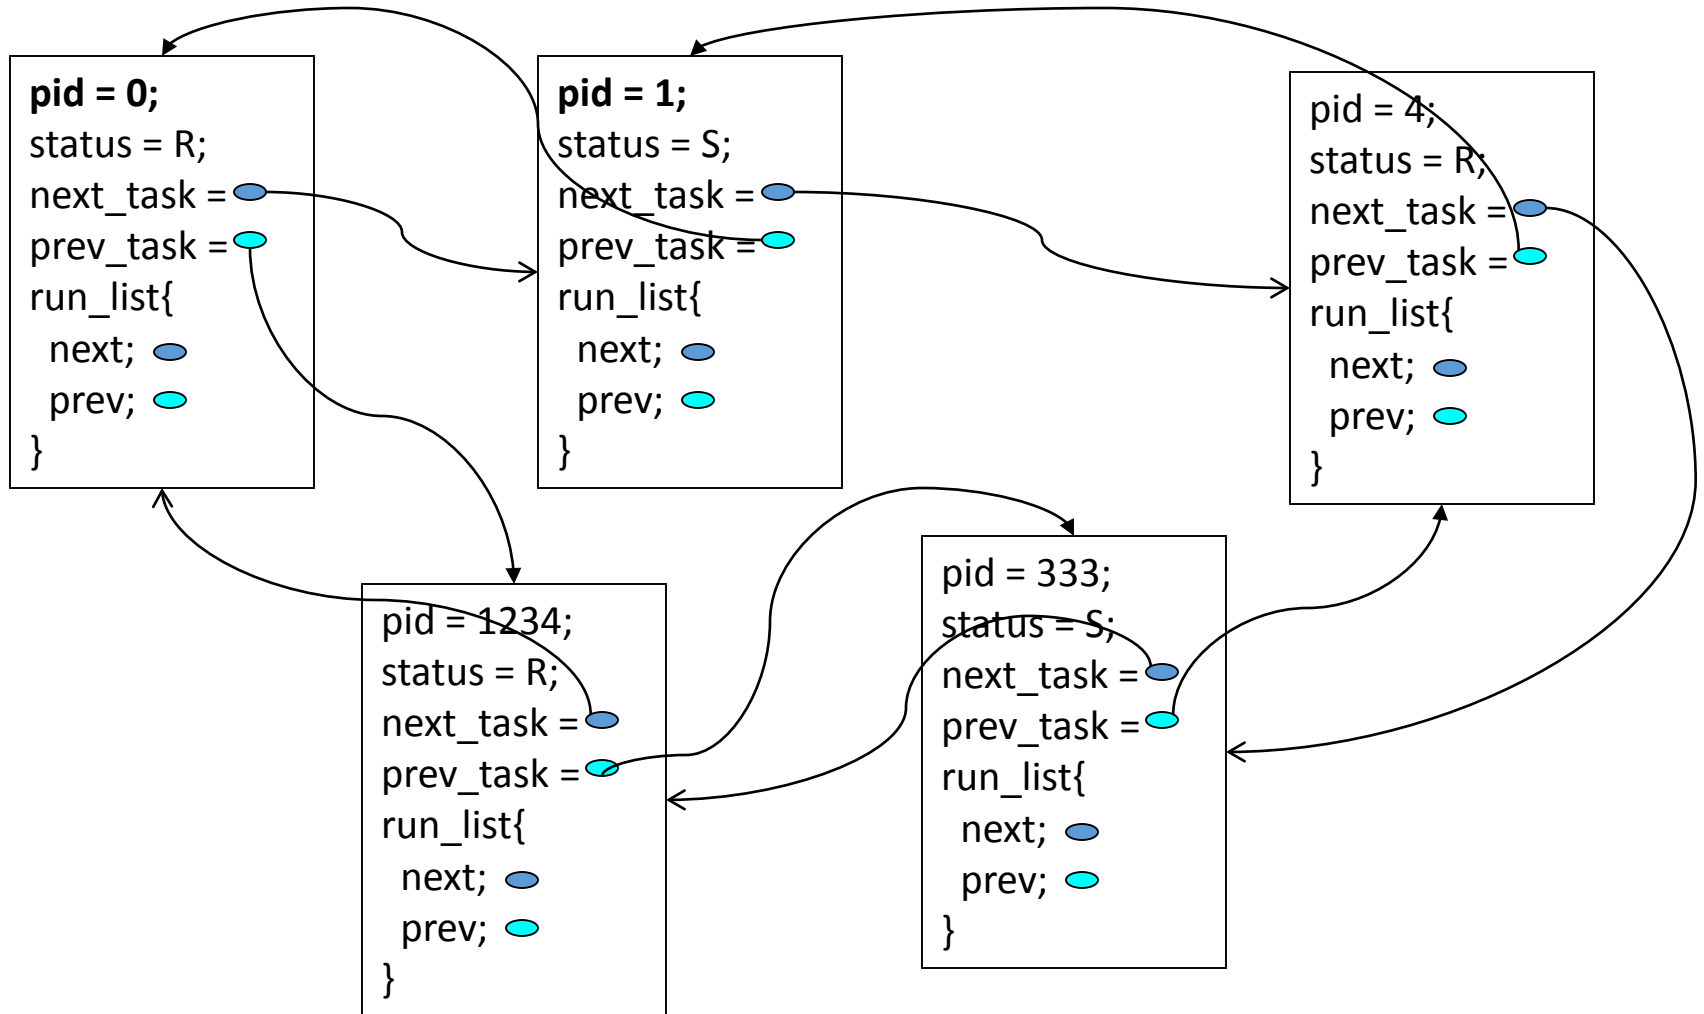 pid = 0;
status = R;
next_task =
prev_task =
run_list{
next;
prev;
}
pid = 1;
status = S;
next_task =
prev_task =
run_list{
next;
prev;
}
pid = 4;
status = R;
next_task =
prev_task =
run_list{
next;
prev;
}
pid = 1234;
status = R;
next_task =
prev_task =
run_list{
next;
prev;
}
pid = 333;
status = S;
next_task =
prev_task =
run_list{
next;
prev;
}